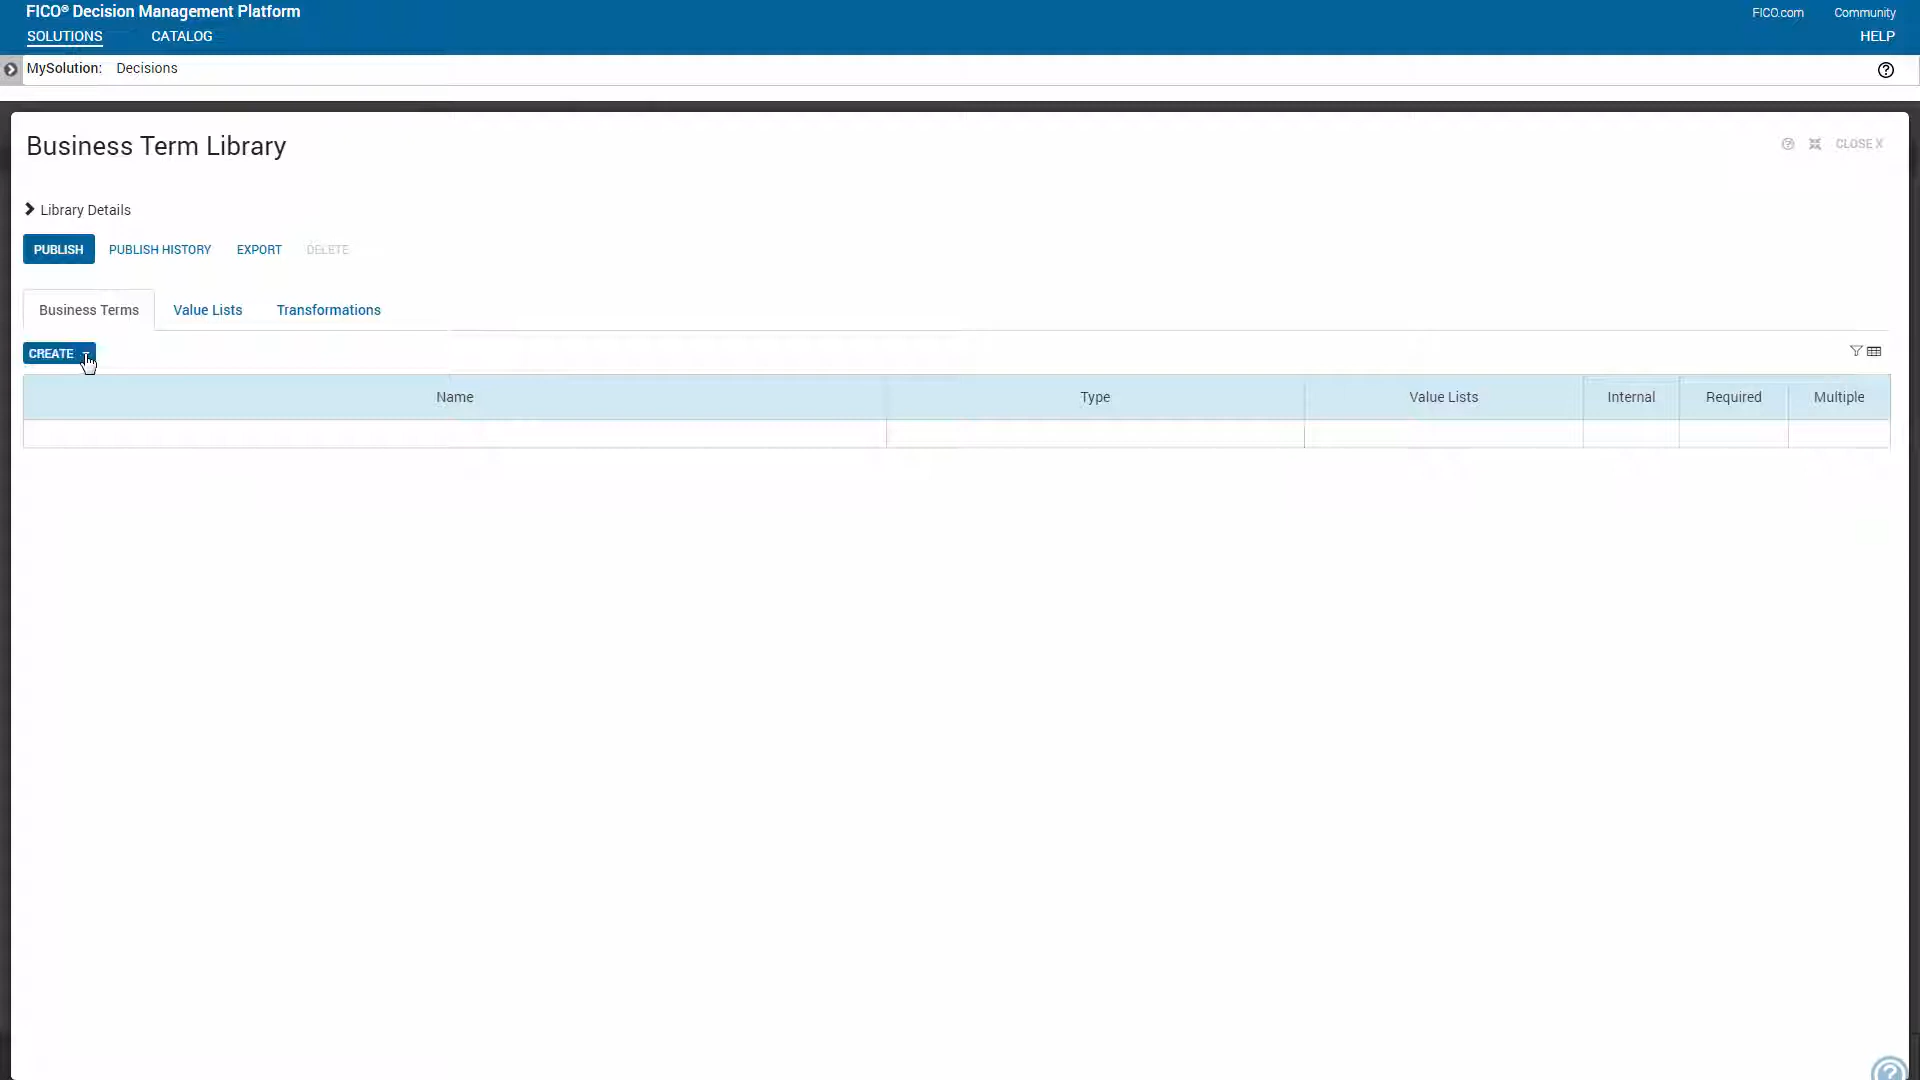 FICO® Decision Management Platform
FICO.com Community
SOLUTIONS CATALOG
HELP
MySolution: Decisions
Business Term Library
CLOSE X
Library Details
PUBLISH PUBLISH HISTORY EXPORT DELETE
Business Terms Value Lists Transformations
CREATE
Name Type Value Lists Internal Required Multiple